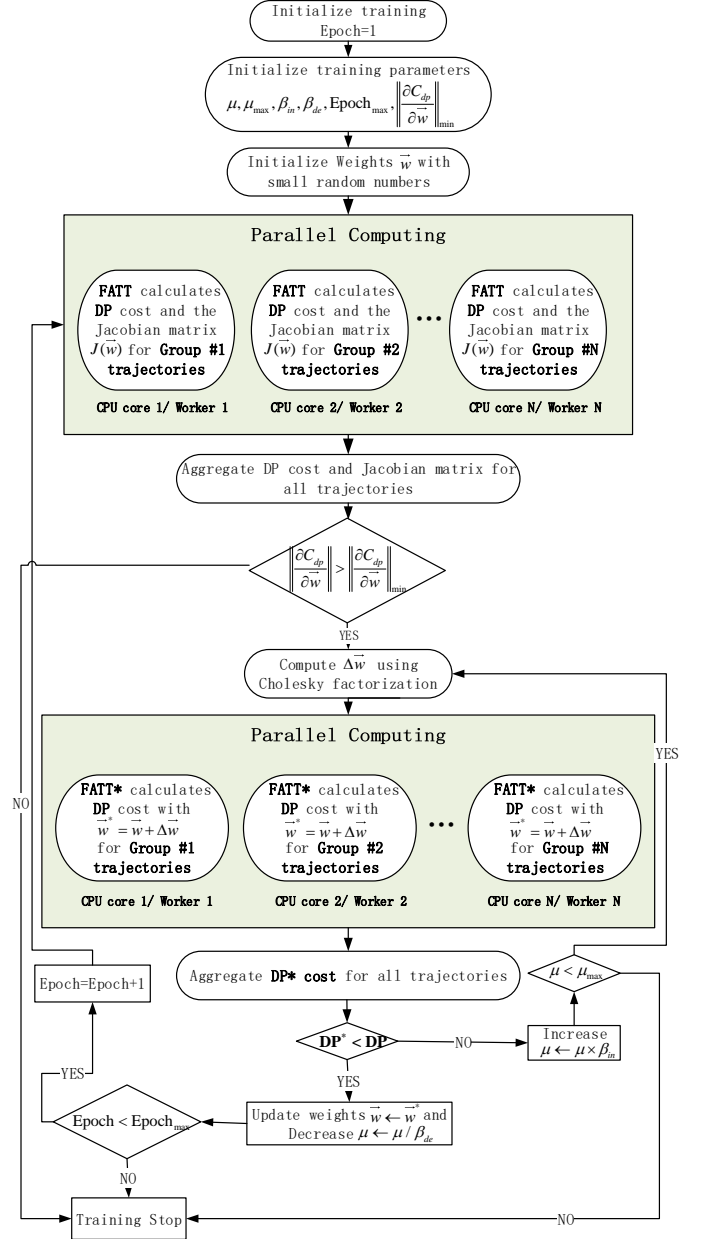 Initialize training
Epoch=1
Initialize training parameters
μ, μ_max, β_in, β_de, Epoch_max, ‖∂C_dp/∂w⃗‖_min
Initialize Weights w⃗ with
small random numbers
Parallel Computing
FATT calculates
DP cost and the
Jacobian matrix
J(w⃗) for Group #1
trajectories
CPU core 1/ Worker 1
FATT calculates
DP cost and the
Jacobian matrix
J(w⃗) for Group #2
trajectories
CPU core 2/ Worker 2
•••
FATT calculates
DP cost and the
Jacobian matrix
J(w⃗) for Group #N
trajectories
CPU core N/ Worker N
Aggregate DP cost and Jacobian matrix for
all trajectories
‖∂C_dp/∂w⃗‖ > ‖∂C_dp/∂w⃗‖_min
YES
NO
Compute Δw⃗ using
Cholesky factorization
Parallel Computing
FATT* calculates
DP cost with
w⃗* = w⃗ + Δw⃗
for Group #1
trajectories
CPU core 1/ Worker 1
FATT* calculates
DP cost with
w⃗* = w⃗ + Δw⃗
for Group #2
trajectories
CPU core 2/ Worker 2
•••
FATT* calculates
DP cost with
w⃗* = w⃗ + Δw⃗
for Group #N
trajectories
CPU core N/ Worker N
YES
Aggregate DP* cost for all trajectories
μ < μ_max
Epoch=Epoch+1
DP* < DP
NO
Increase
μ ← μ × β_in
YES
YES
Update weights w⃗ ← w⃗* and
Decrease μ ← μ / β_de
Epoch < Epoch_max
NO
Training Stop
NO